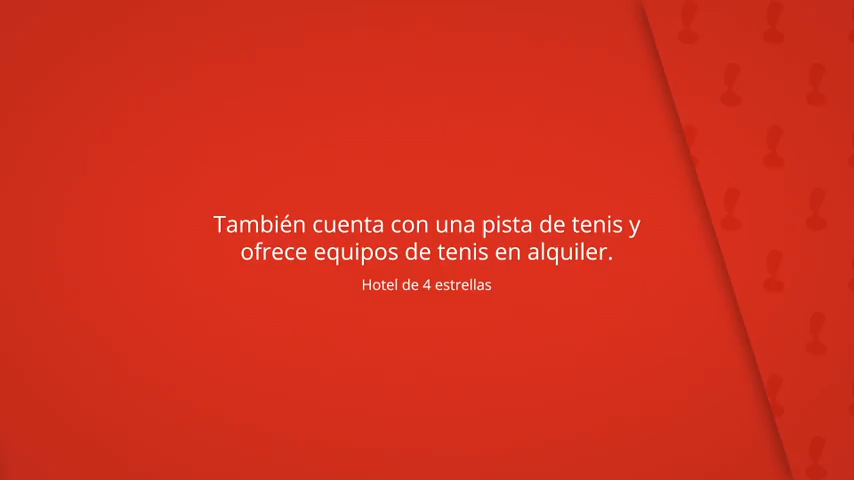 También cuenta con una pista de tenis y
ofrece equipos de tenis en alquiler.
Hotel de 4 estrellas